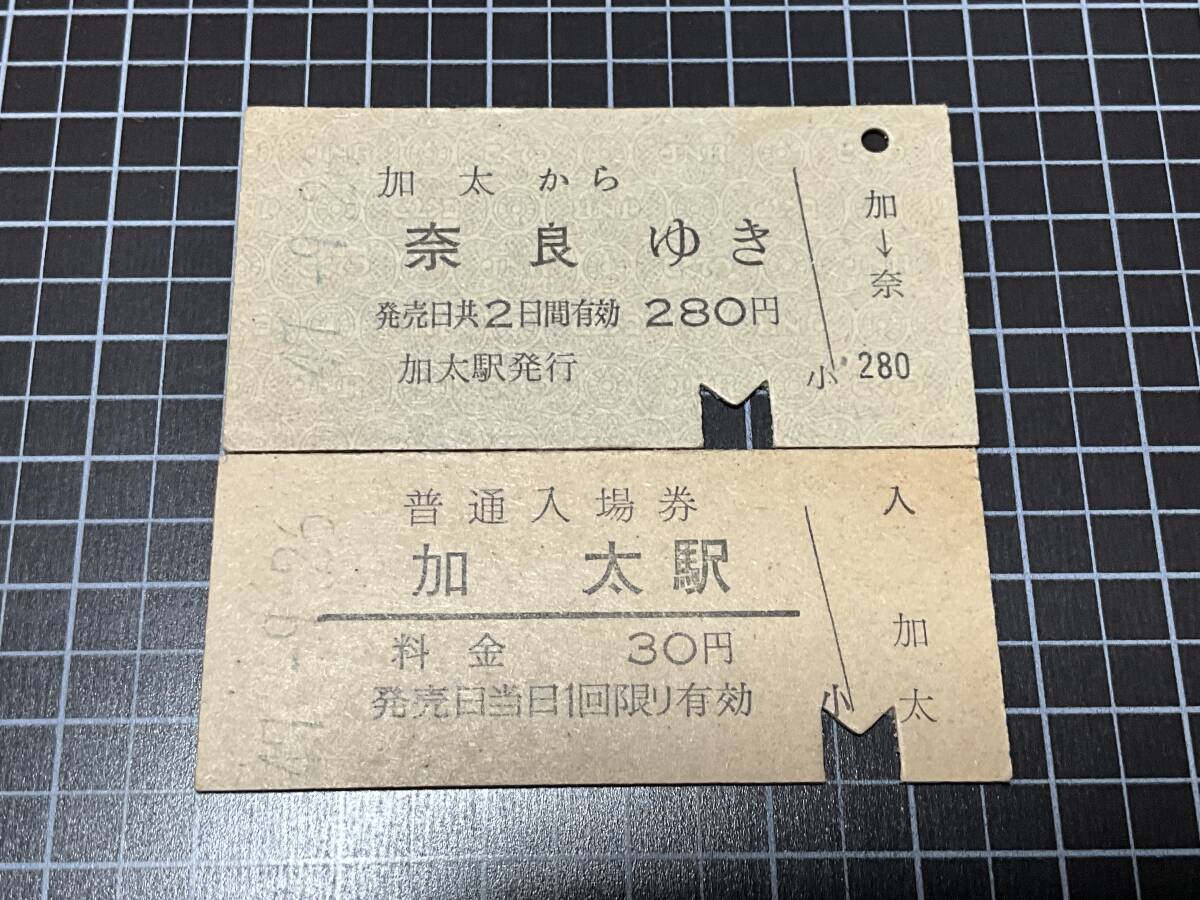 加太から
奈良ゆき
発売日共2日間有効 280円
加太駅発行
加→奈
小 280
普通入場券
加太駅
料金 30円
発売日当日1回限り有効
入
小
加太